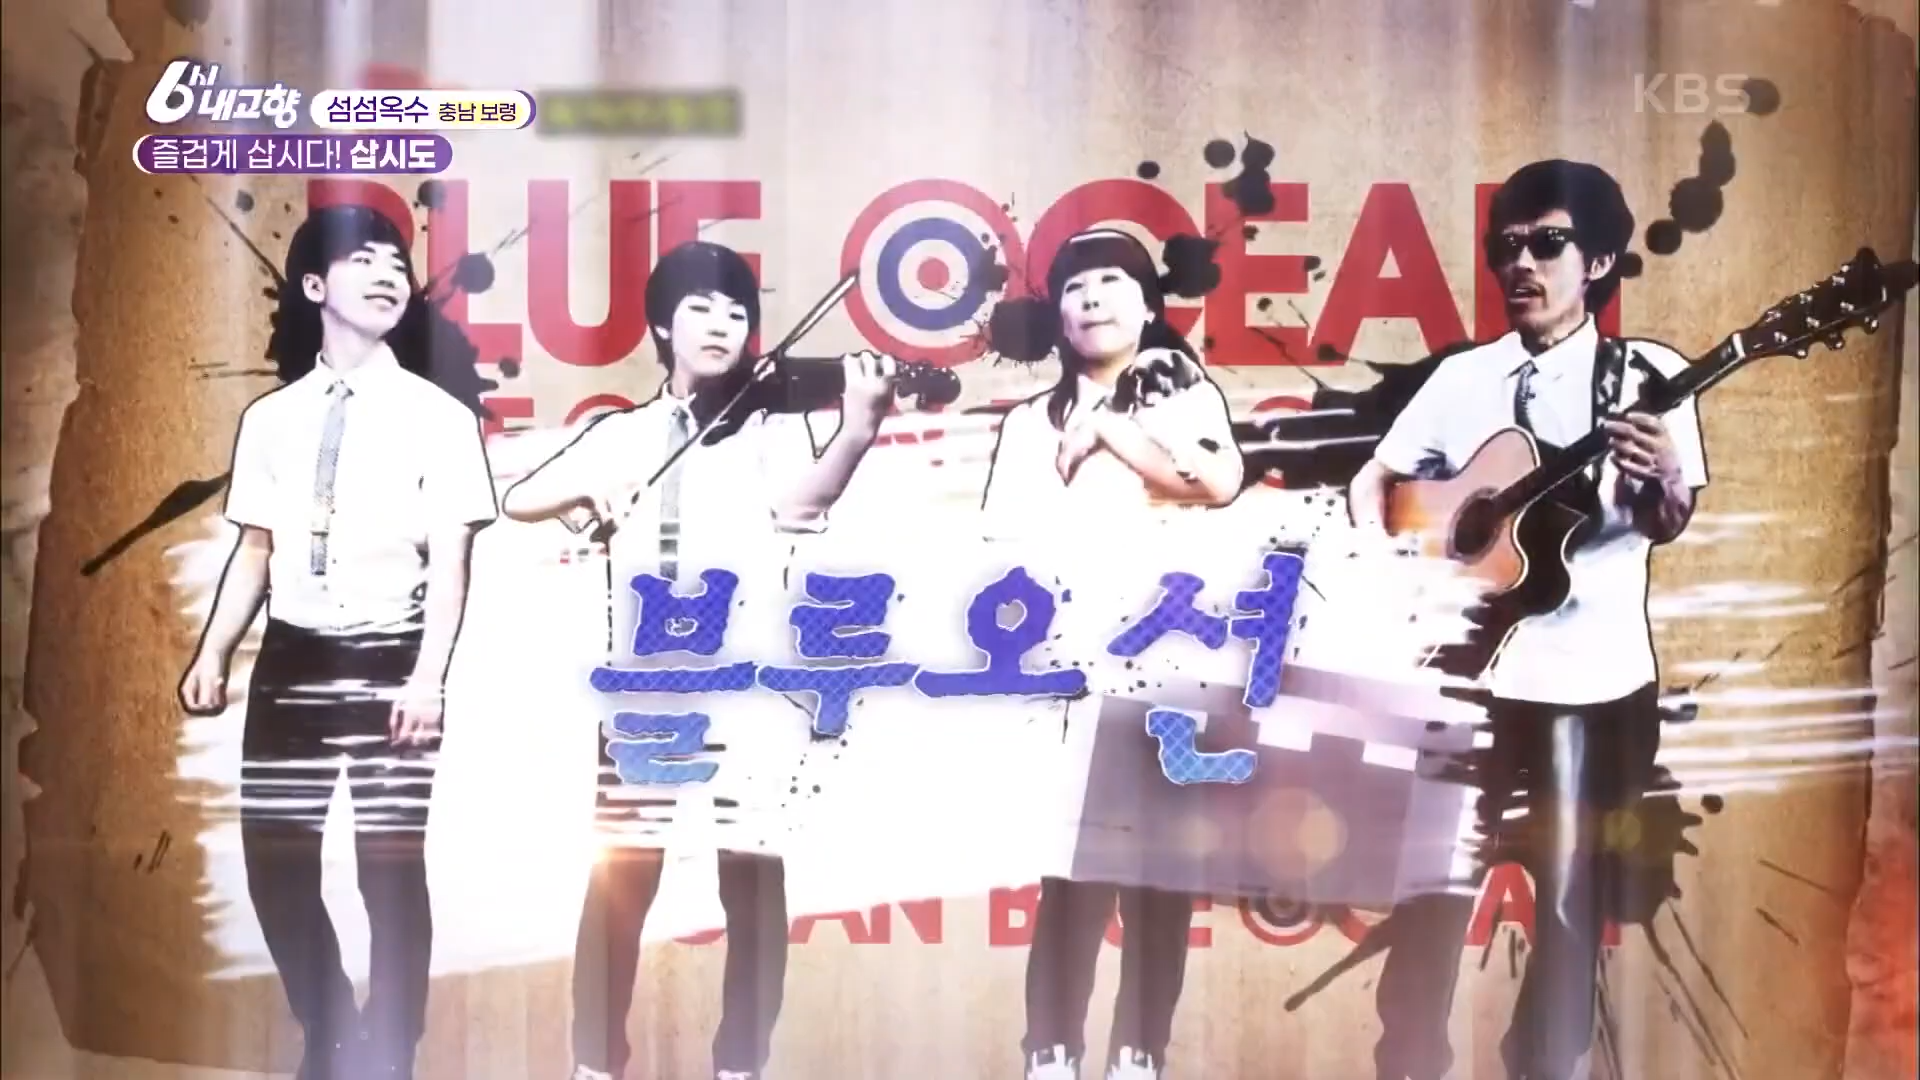 6시 내고향
섬섬옥수 충남 보령
즐겁게 삽시다! 삽시도
KBS
BLUE OCEAN
블루오션